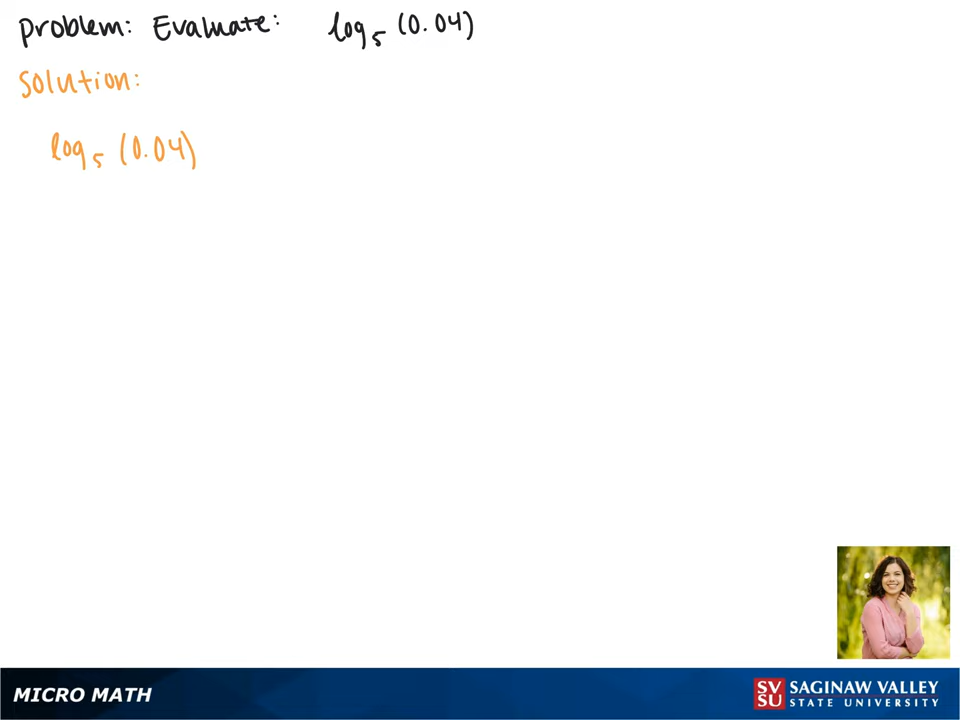 Problem: Evaluate: log₅ (0.04)
Solution:
log₅ (0.04)
MICRO MATH
SV SU SAGINAW VALLEY
STATE UNIVERSITY